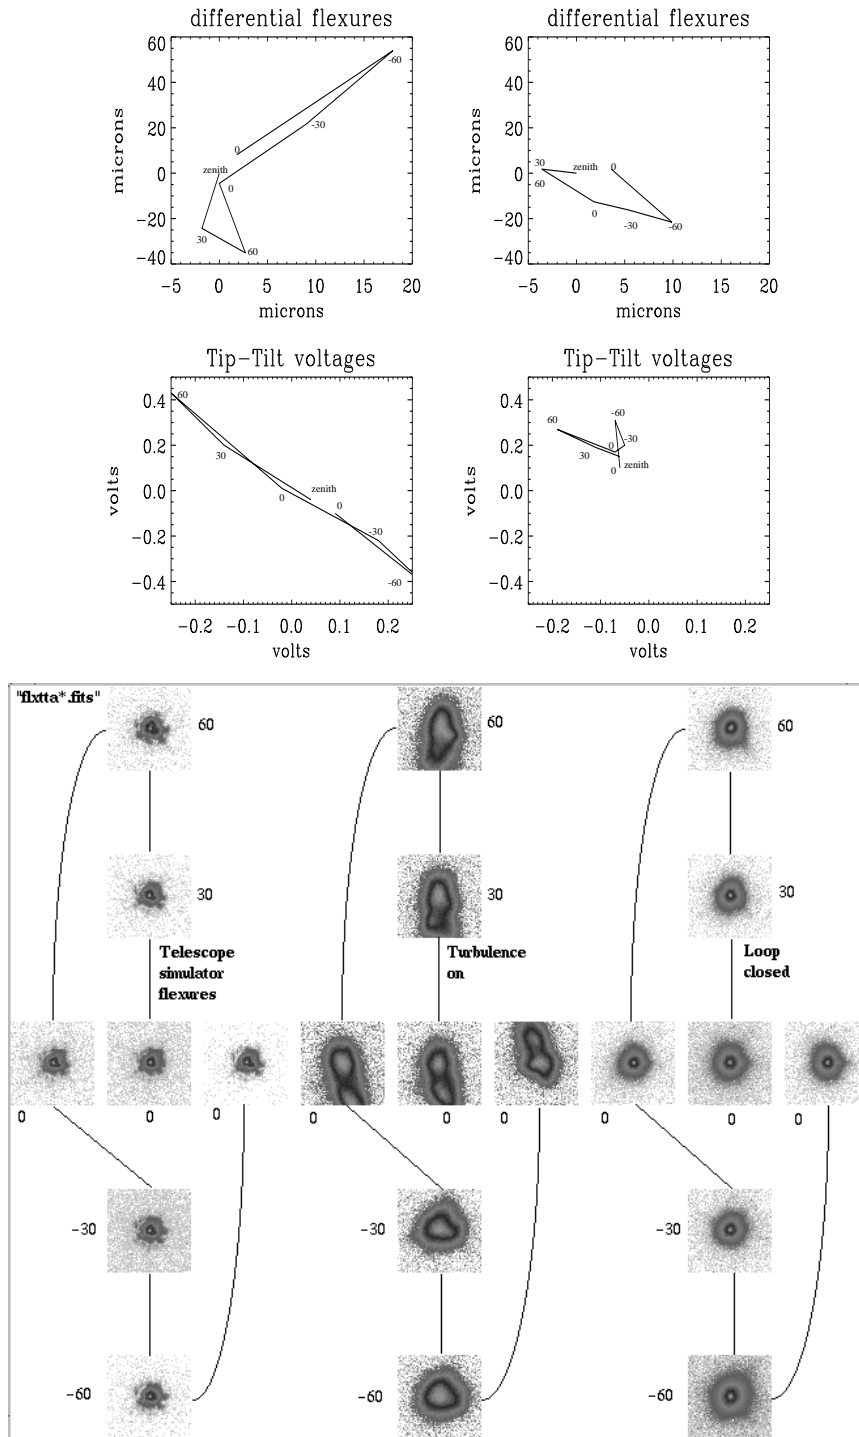 differential flexures
differential flexures
60
40
20
0
−20
−40
microns
0
-60
-30
zenith
0
30
60
−5 0 5 10 15 20
microns
60
40
20
0
−20
−40
microns
30
60
zenith
0
0
-30
-60
−5 0 5 10 15 20
microns
Tip−Tilt voltages
Tip−Tilt voltages
0.4
0.2
0.0
−0.2
−0.4
volts
60
30
zenith
0
0
-30
-60
−0.2 −0.1 0.0 0.1 0.2
volts
0.4
0.2
0.0
−0.2
−0.4
volts
60
-60
30
0
-30
zenith
0
−0.2 −0.1 0.0 0.1 0.2
volts
"flxtta*.fits"
60
60
60
30
30
30
Telescope
simulator
flexures
Turbulence
on
Loop
closed
0 0 0 0 0 0 0 0 0
-30
-30
-30
-60
-60
-60